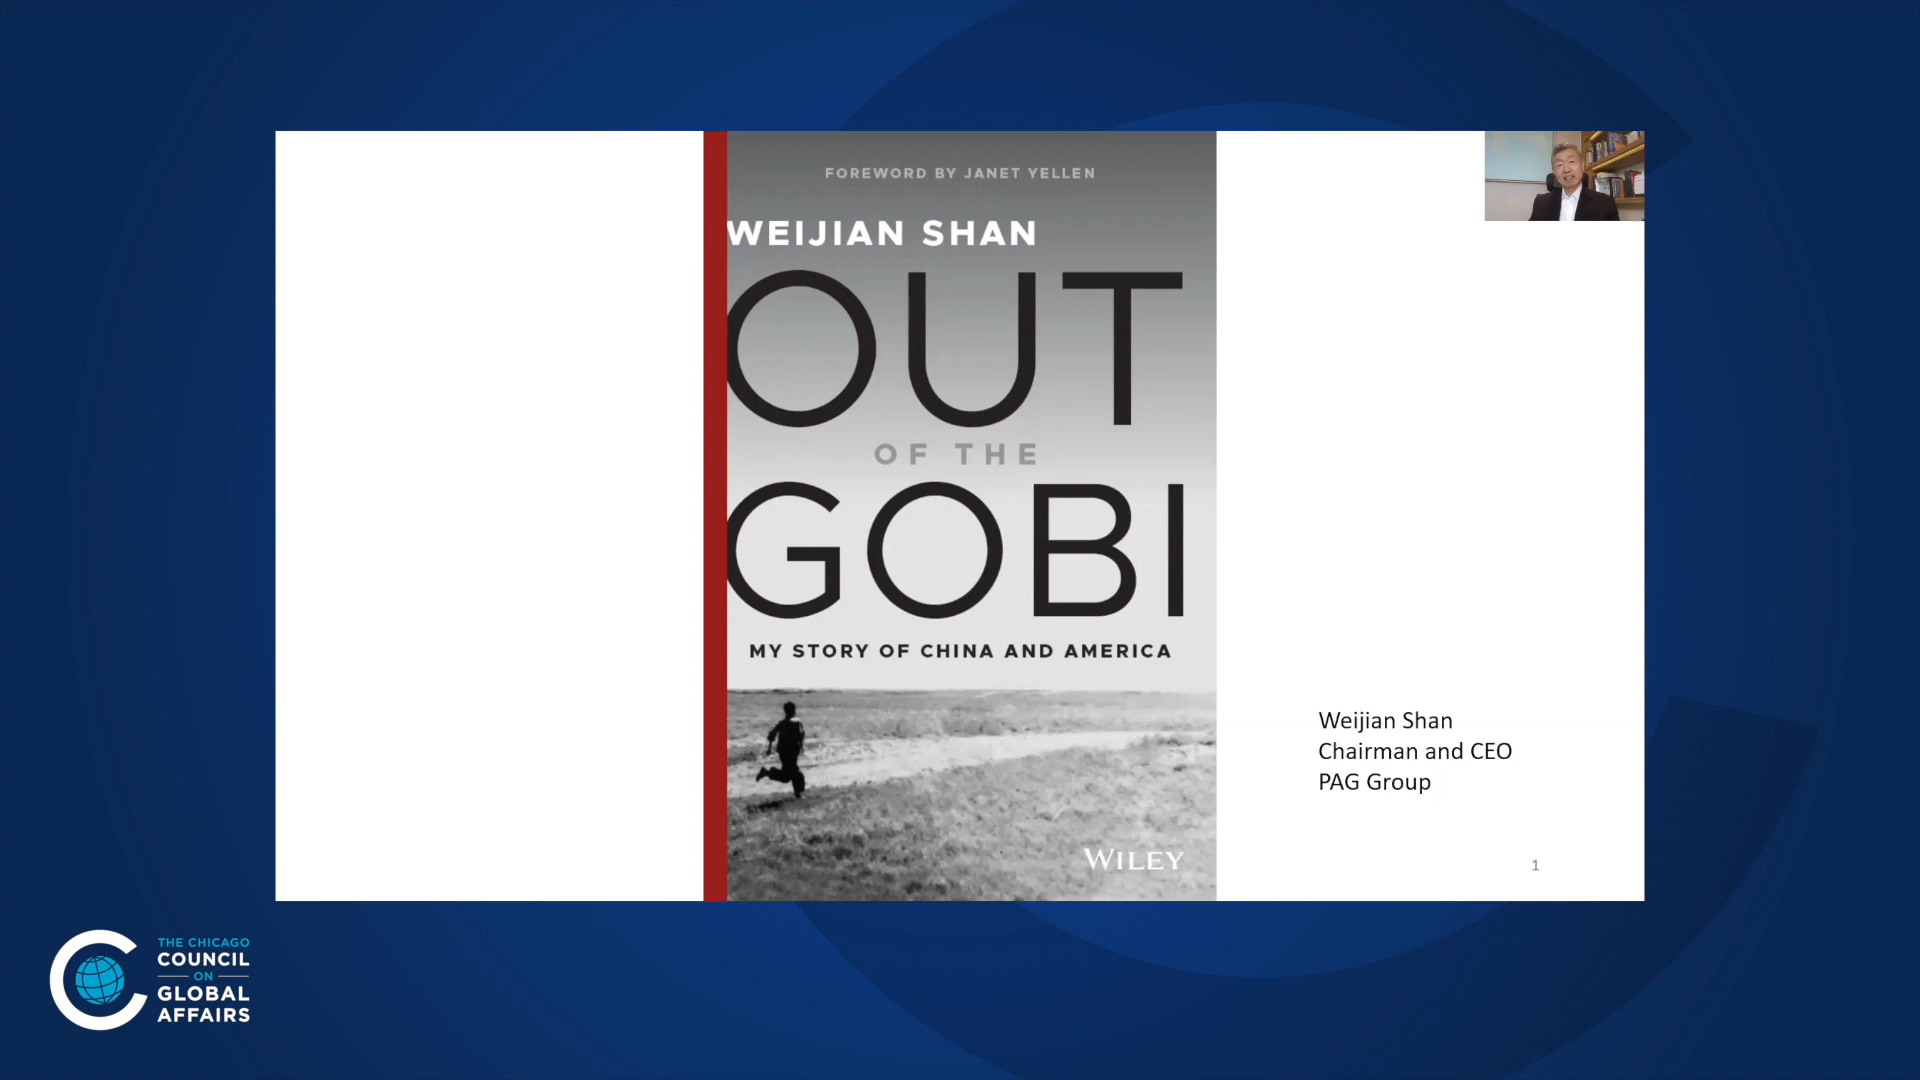 FOREWORD BY JANET YELLEN
WEIJIAN SHAN
OUT
OF THE
GOBI
MY STORY OF CHINA AND AMERICA
WILEY
Weijian Shan
Chairman and CEO
PAG Group
1
THE CHICAGO
COUNCIL
ON
GLOBAL
AFFAIRS